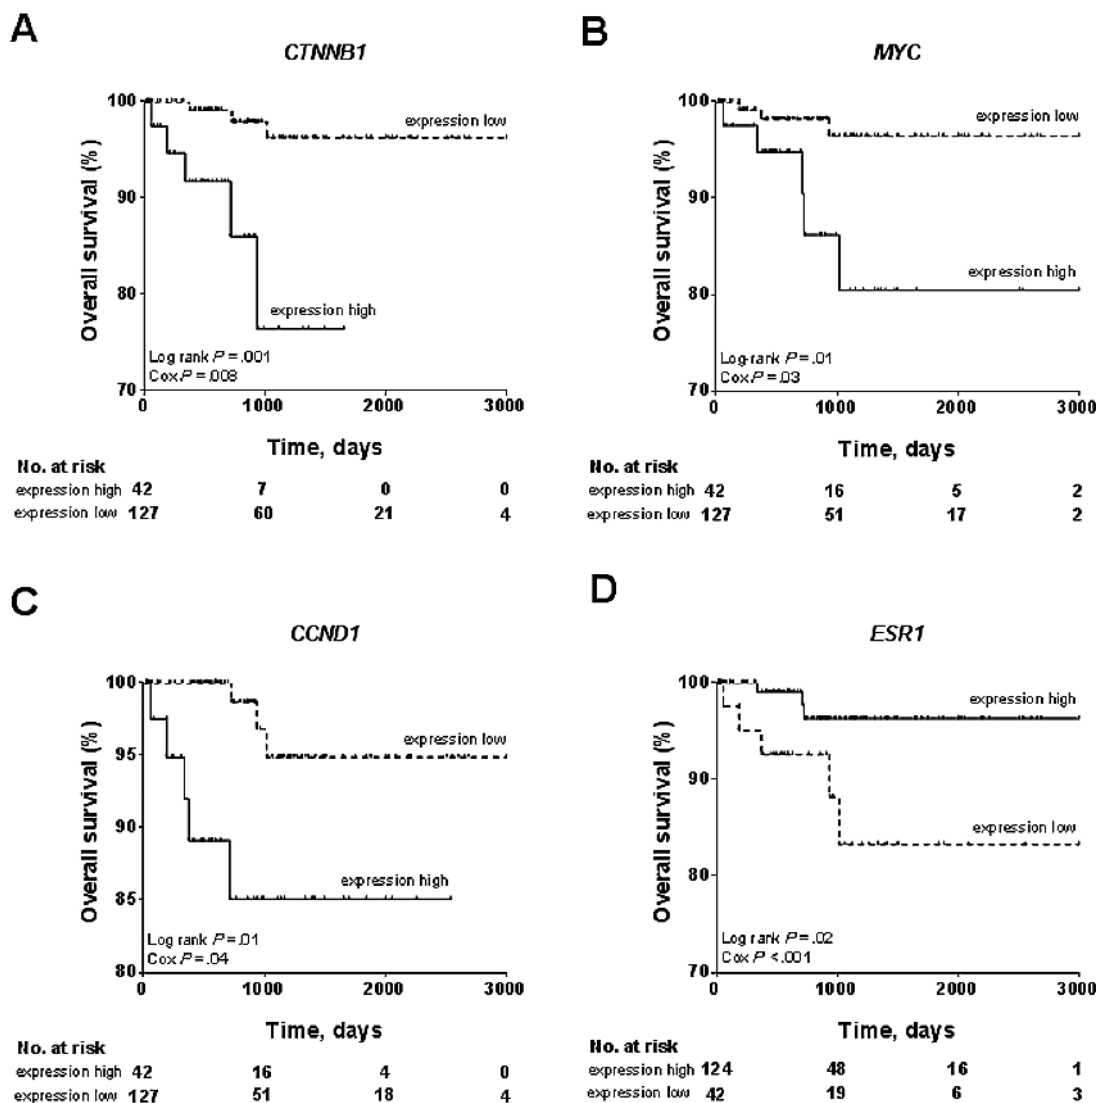 A
CTNNB1
100
90
80
70
Overall survival (%)
expression low
expression high
Log rank P = .001
Cox P = .008
0 1000 2000 3000
Time, days
No. at risk
expression high 42 7 0 0
expression low 127 60 21 4
B
MYC
100
90
80
70
Overall survival (%)
expression low
expression high
Log-rank P = .01
Cox P = .03
0 1000 2000 3000
Time, days
No. at risk
expression high 42 16 5 2
expression low 127 51 17 2
C
CCND1
100
95
90
85
80
Overall survival (%)
expression low
expression high
Log rank P = .01
Cox P = .04
0 1000 2000 3000
Time, days
No. at risk
expression high 42 16 4 0
expression low 127 51 18 4
D
ESR1
100
90
80
70
Overall survival (%)
expression high
expression low
Log rank P = .02
Cox P < .001
0 1000 2000 3000
Time, days
No. at risk
expression high 124 48 16 1
expression low 42 19 6 3